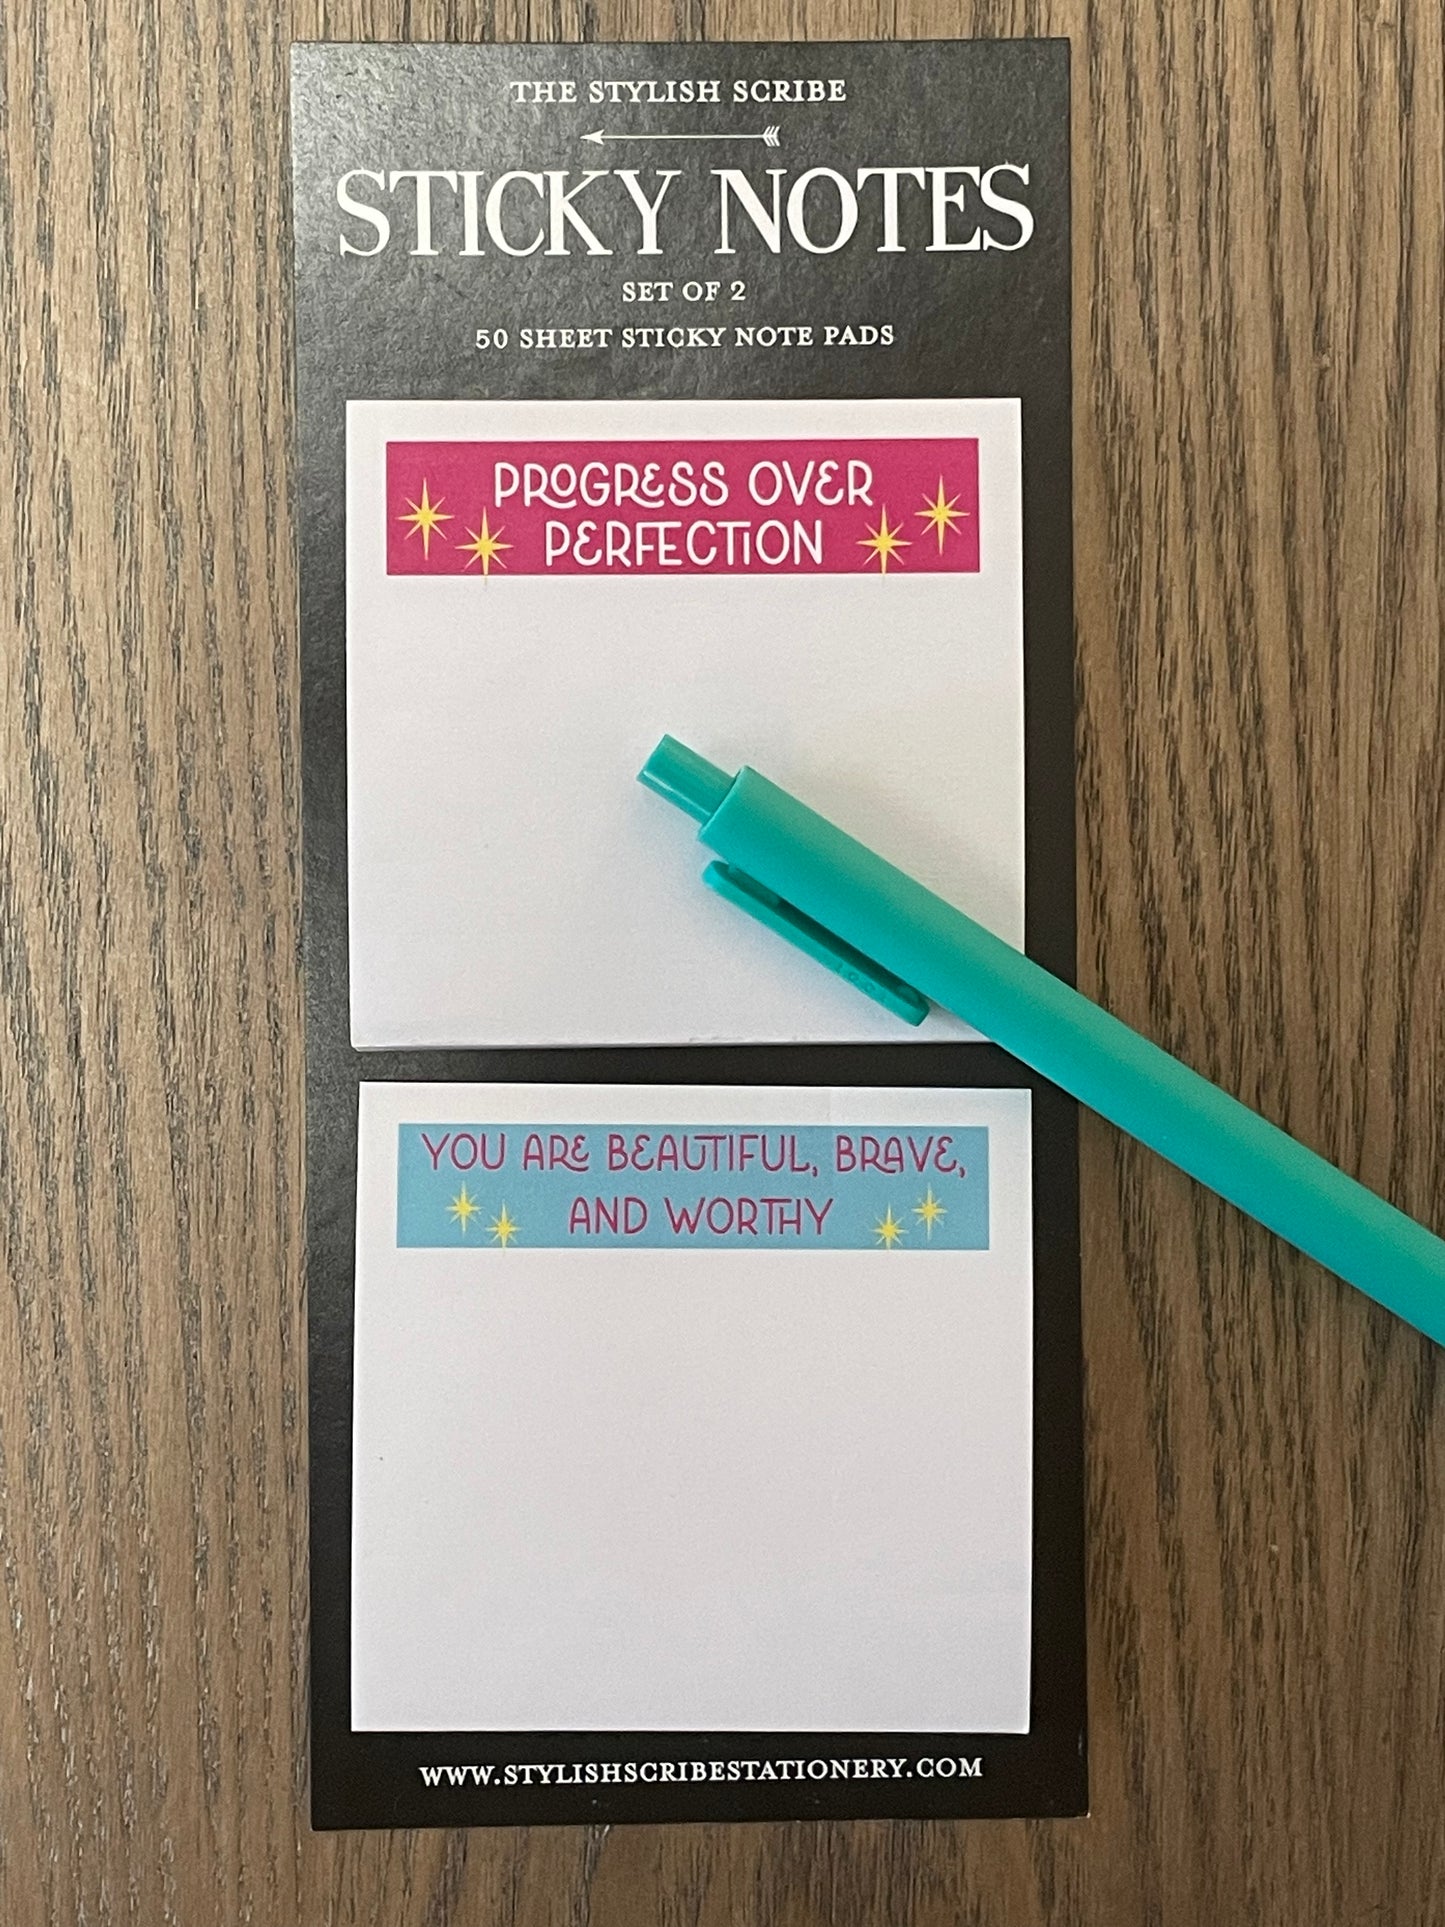 THE STYLISH SCRIBE
STICKY NOTES
SET OF 2
50 SHEET STICKY NOTE PADS
PROGRESS OVER
PERFECTION
YOU ARE BEAUTIFUL, BRAVE,
AND WORTHY
WWW.STYLISHSCRIBESTATIONERY.COM